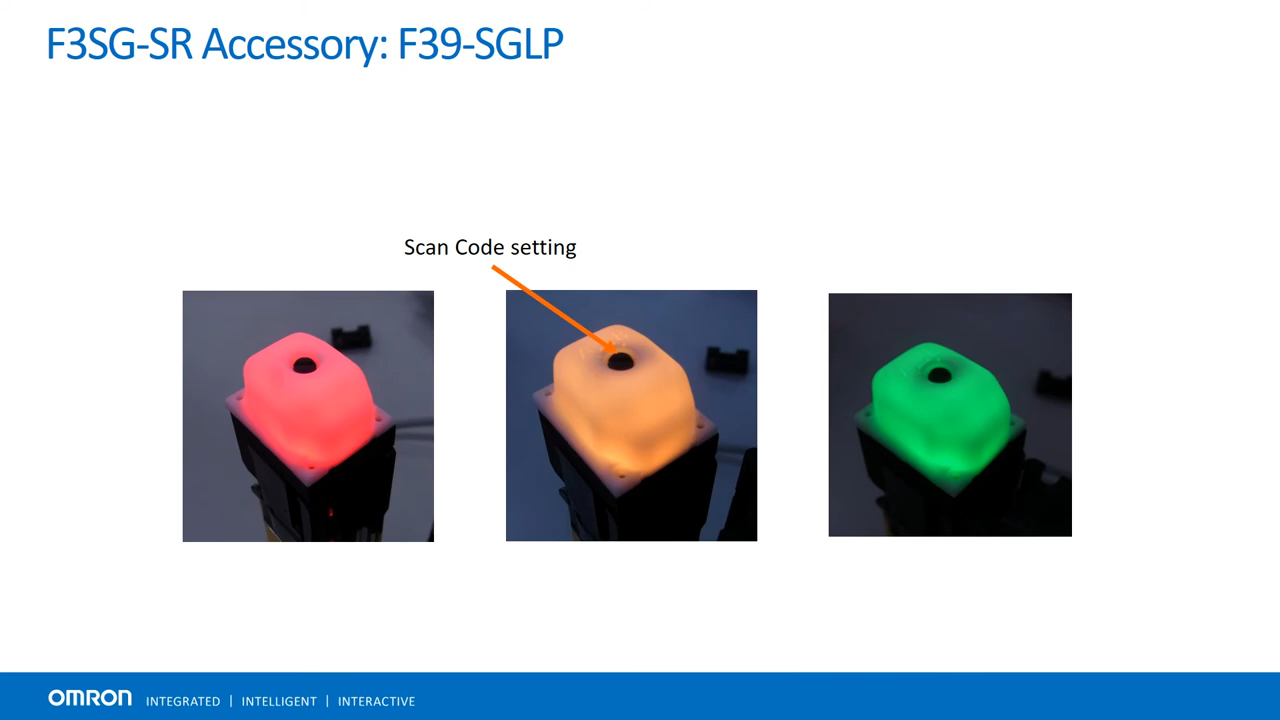 F3SG-SR Accessory: F39-SGLP
Scan Code setting
OMRON INTEGRATED | INTELLIGENT | INTERACTIVE